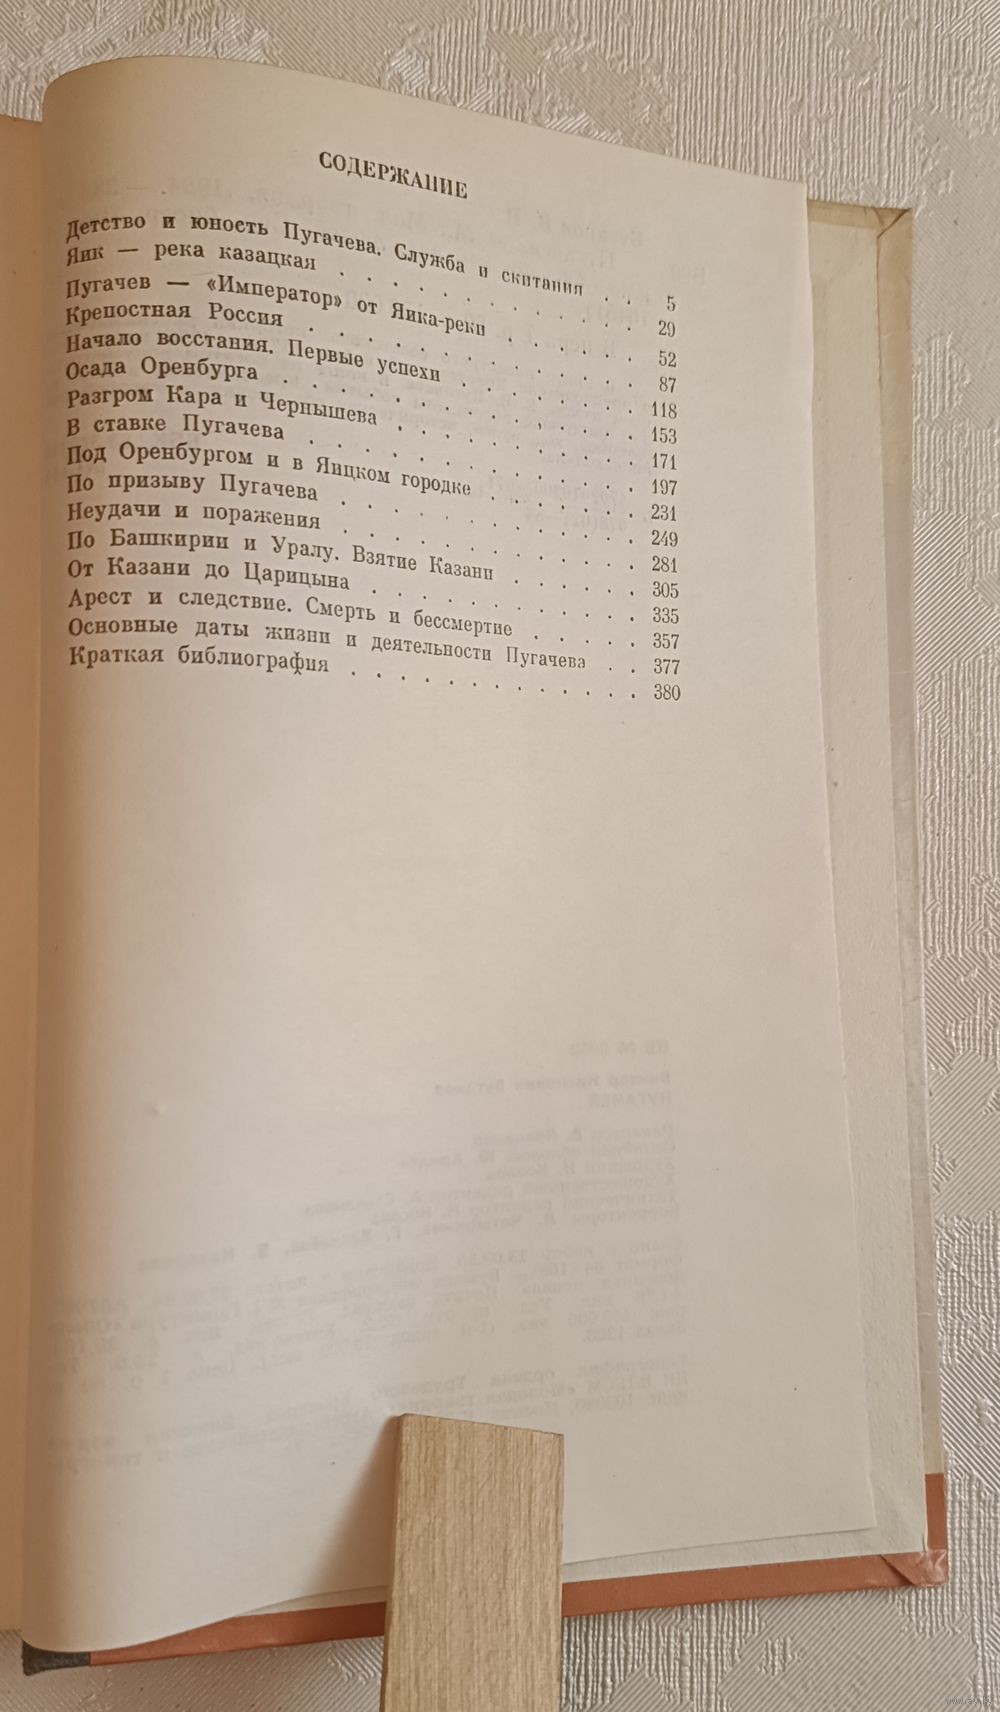 СОДЕРЖАНИЕ
Детство и юность Пугачева. Служба и скитания . . 5
Яик — река казацкая . . . . . . . . . . . . 29
Пугачев — «Император» от Яика-реки . . . . . . 52
Крепостная Россия . . . . . . . . . . . . . 87
Начало восстания. Первые успехи . . . . . . . 118
Осада Оренбурга . . . . . . . . . . . . . . 153
Разгром Кара и Чернышева . . . . . . . . . . 171
В ставке Пугачева . . . . . . . . . . . . . 197
Под Оренбургом и в Яицком городке . . . . . . 231
По призыву Пугачева . . . . . . . . . . . . 249
Неудачи и поражения . . . . . . . . . . . . 281
По Башкирии и Уралу. Взятие Казани . . . . . 305
От Казани до Царицына . . . . . . . . . . . 335
Арест и следствие. Смерть и бессмертие . . . . . 357
Основные даты жизни и деятельности Пугачева . . 377
Краткая библиография . . . . . . . . . . . . 380